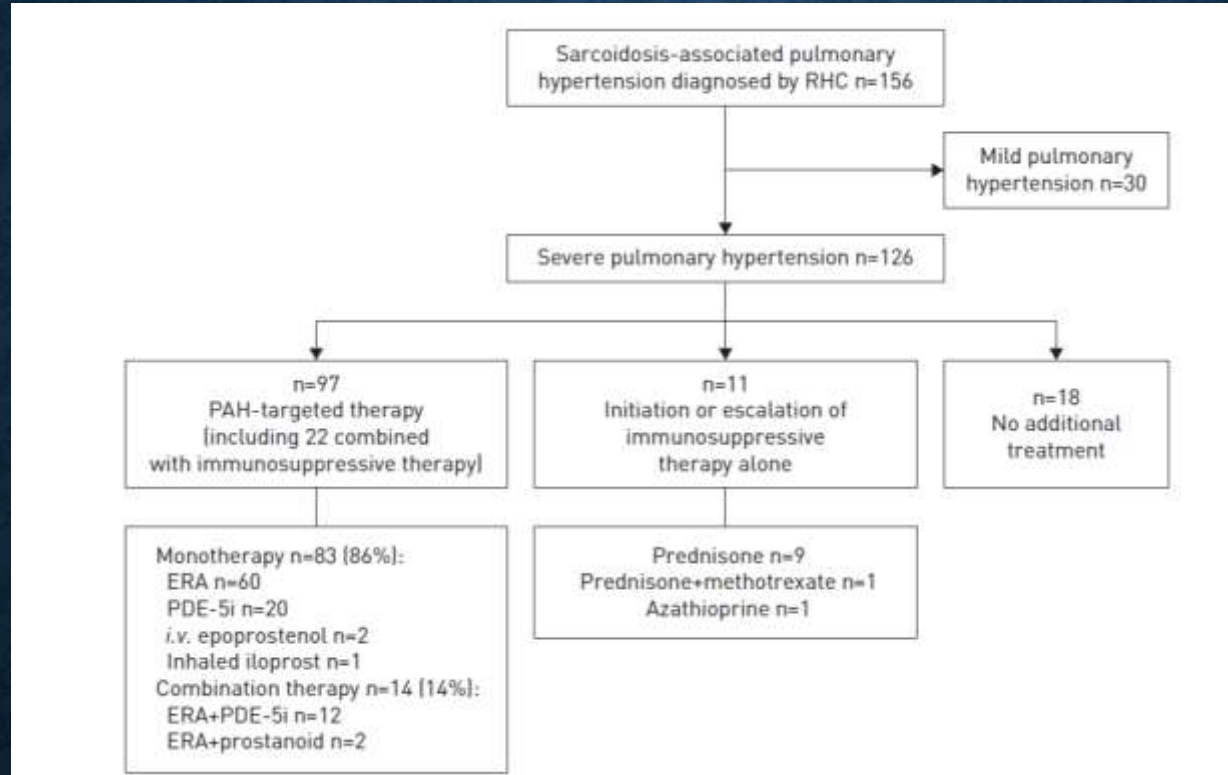 Sarcoidosis-associated pulmonary
hypertension diagnosed by RHC n=156
Mild pulmonary
hypertension n=30
Severe pulmonary hypertension n=126
n=97
PAH-targeted therapy
(including 22 combined
with immunosuppressive therapy)
n=11
Initiation or escalation of
immunosuppressive
therapy alone
n=18
No additional
treatment
Monotherapy n=83 (86%):
ERA n=60
PDE-5i n=20
i.v. epoprostenol n=2
Inhaled iloprost n=1
Combination therapy n=14 (14%):
ERA+PDE-5i n=12
ERA+prostanoid n=2
Prednisone n=9
Prednisone+methotrexate n=1
Azathioprine n=1